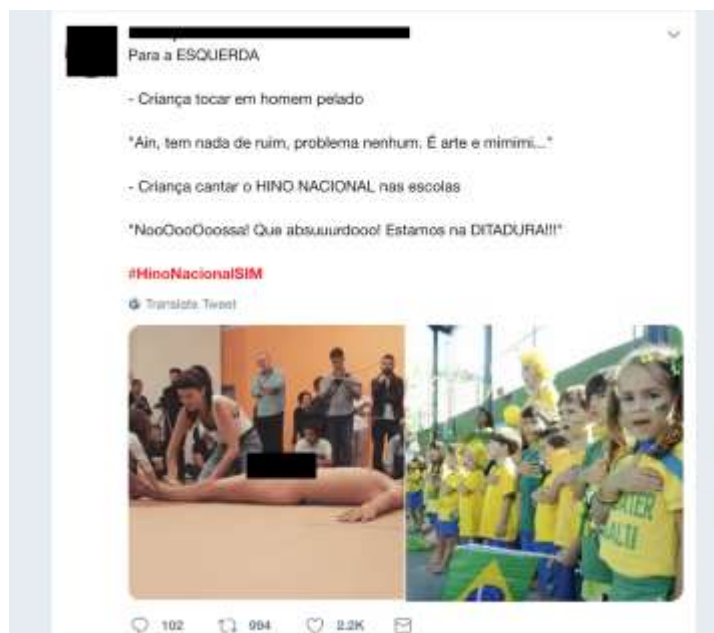 Para a ESQUERDA
- Criança tocar em homem pelado
"Ain, tem nada de ruim, problema nenhum. É arte e mimimi..."
- Criança cantar o HINO NACIONAL nas escolas
"NooOooOoossa! Que absuuurdooo! Estamos na DITADURA!!!"
#HinoNacionalSIM
Translate Tweet
102 994 2.2K